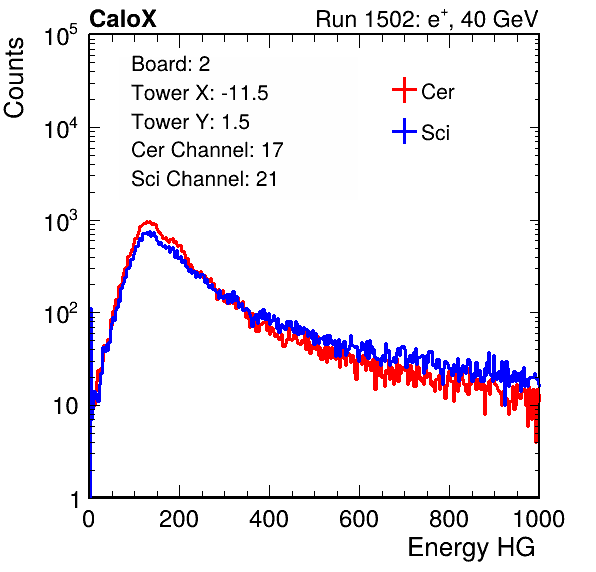 CaloX Run 1502: e⁺, 40 GeV
Counts
10⁵
10⁴
10³
10²
10
1
Board: 2
Tower X: -11.5
Tower Y: 1.5
Cer Channel: 17
Sci Channel: 21
Cer
Sci
0 200 400 600 800 1000
Energy HG